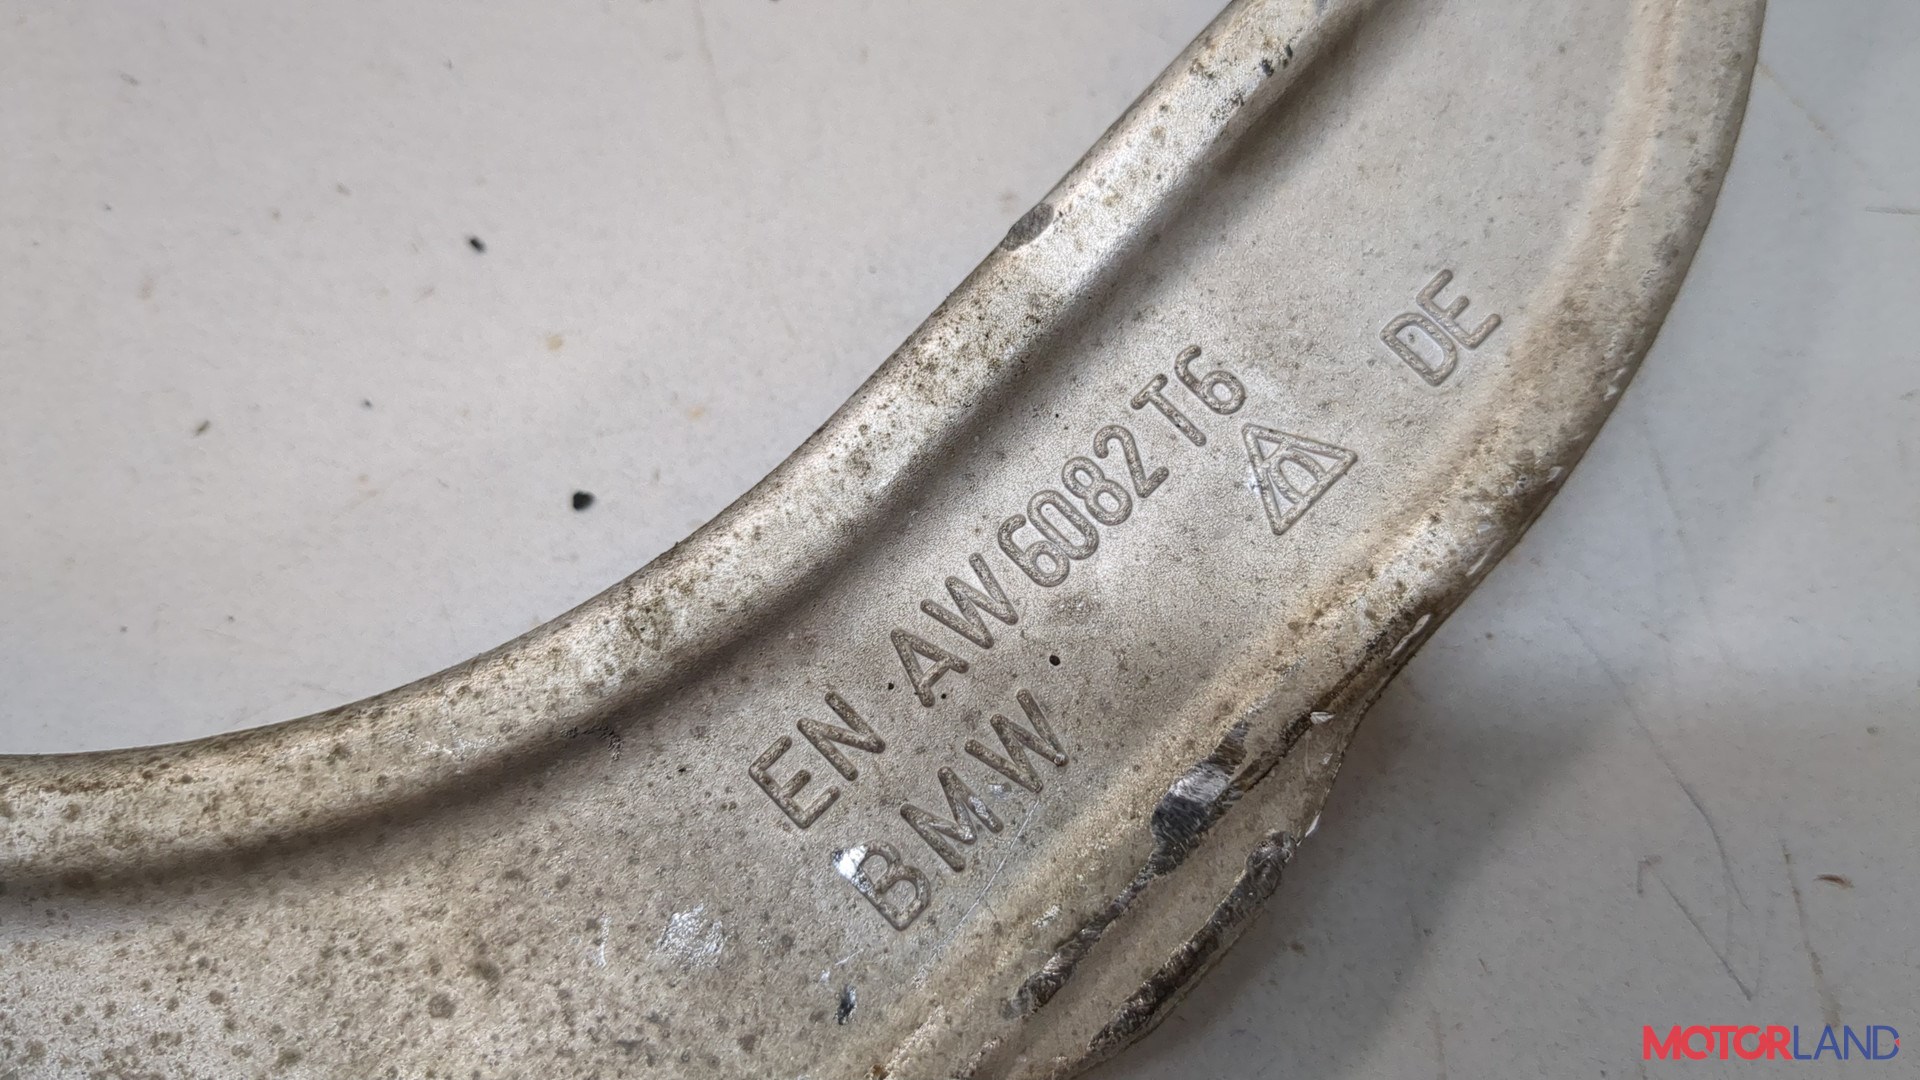 EN AW 6082 T6
BMW
DE
MOTORLAND